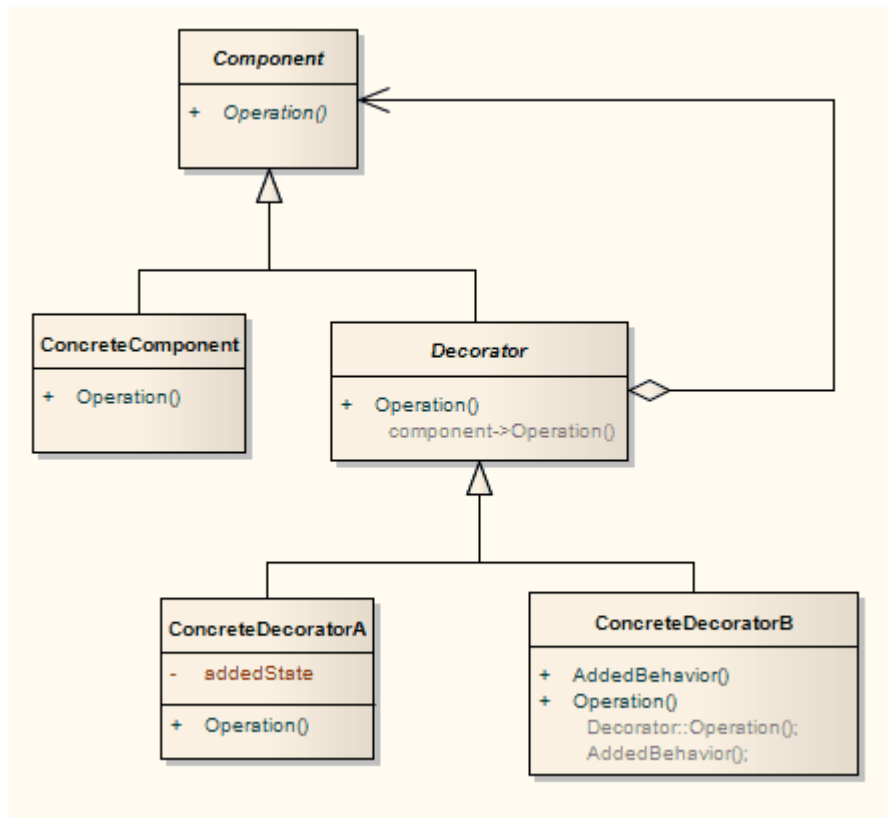 Component
+ Operation()
ConcreteComponent
+ Operation()
Decorator
+ Operation()
component->Operation()
ConcreteDecoratorA
- addedState
+ Operation()
ConcreteDecoratorB
+ AddedBehavior()
+ Operation()
Decorator::Operation();
AddedBehavior();